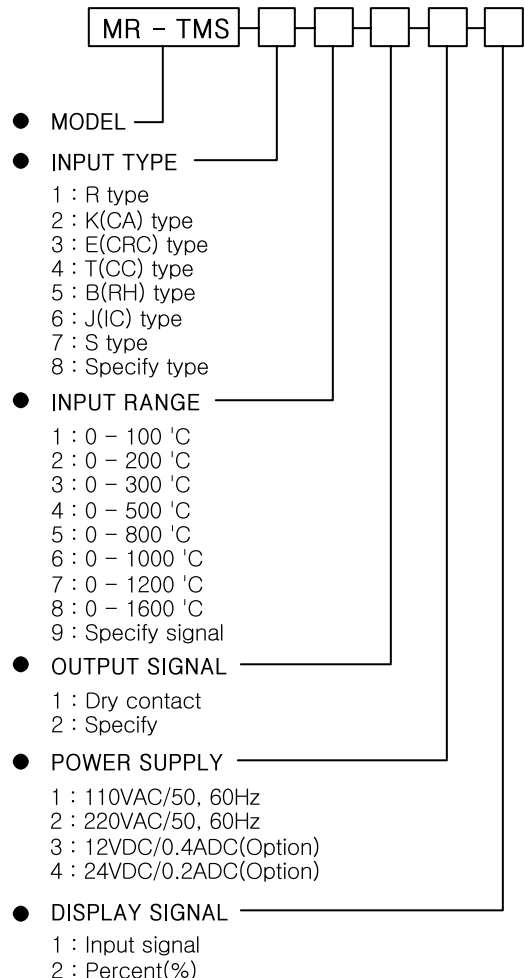 MR - TMS
● MODEL
● INPUT TYPE
1 : R type
2 : K(CA) type
3 : E(CRC) type
4 : T(CC) type
5 : B(RH) type
6 : J(IC) type
7 : S type
8 : Specify type
● INPUT RANGE
1 : 0 - 100 'C
2 : 0 - 200 'C
3 : 0 - 300 'C
4 : 0 - 500 'C
5 : 0 - 800 'C
6 : 0 - 1000 'C
7 : 0 - 1200 'C
8 : 0 - 1600 'C
9 : Specify signal
● OUTPUT SIGNAL
1 : Dry contact
2 : Specify
● POWER SUPPLY
1 : 110VAC/50, 60Hz
2 : 220VAC/50, 60Hz
3 : 12VDC/0.4ADC(Option)
4 : 24VDC/0.2ADC(Option)
● DISPLAY SIGNAL
1 : Input signal
2 : Percent(%)